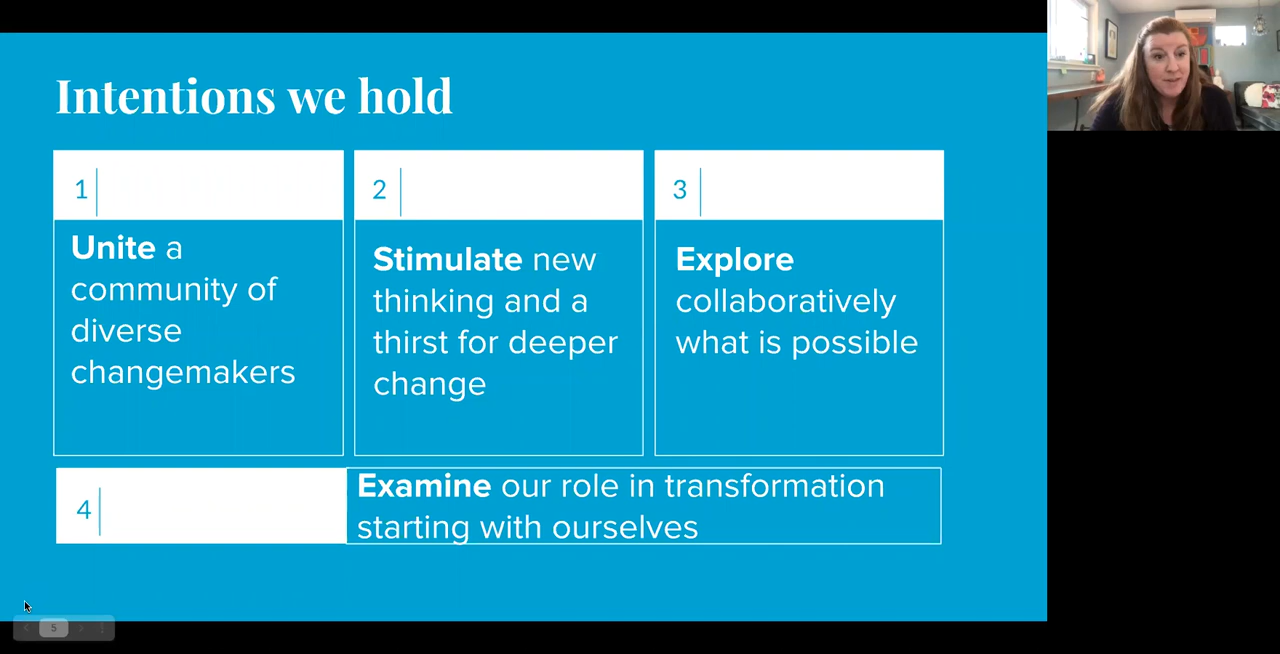 Intentions we hold
1
Unite a
community of
diverse
changemakers
2
Stimulate new
thinking and a
thirst for deeper
change
3
Explore
collaboratively
what is possible
4
Examine our role in transformation
starting with ourselves
5